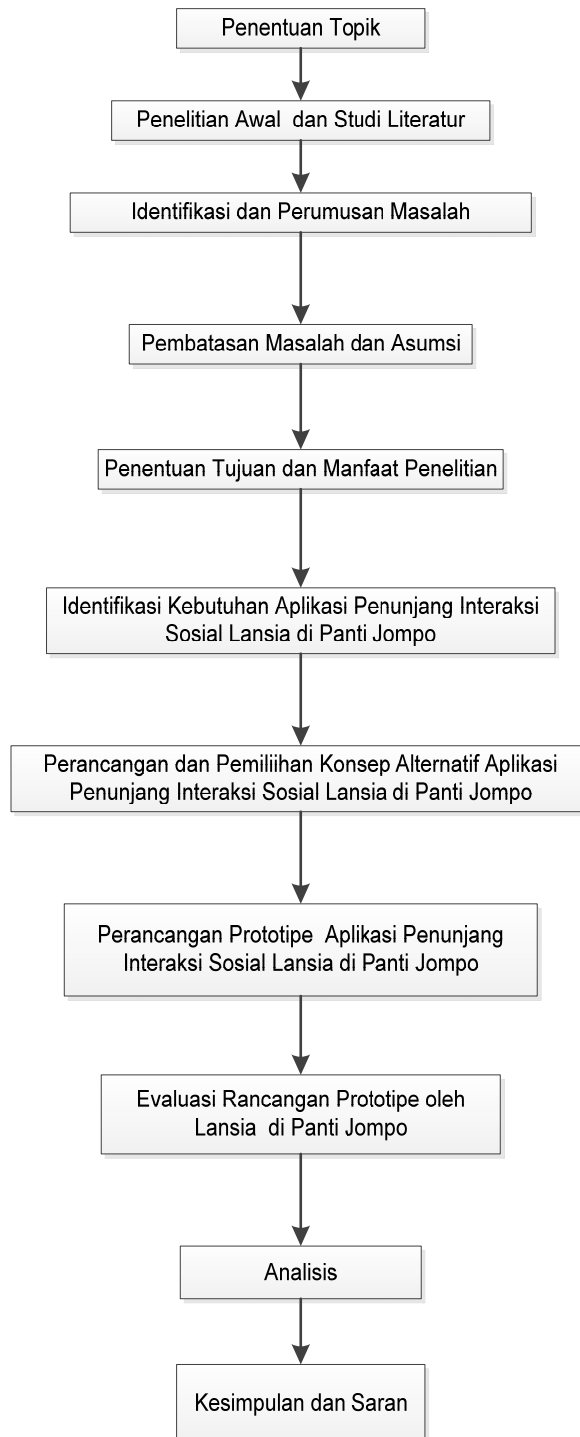 Penentuan Topik
Penelitian Awal dan Studi Literatur
Identifikasi dan Perumusan Masalah
Pembatasan Masalah dan Asumsi
Penentuan Tujuan dan Manfaat Penelitian
Identifikasi Kebutuhan Aplikasi Penunjang Interaksi
Sosial Lansia di Panti Jompo
Perancangan dan Pemiliihan Konsep Alternatif Aplikasi
Penunjang Interaksi Sosial Lansia di Panti Jompo
Perancangan Prototipe Aplikasi Penunjang
Interaksi Sosial Lansia di Panti Jompo
Evaluasi Rancangan Prototipe oleh
Lansia di Panti Jompo
Analisis
Kesimpulan dan Saran